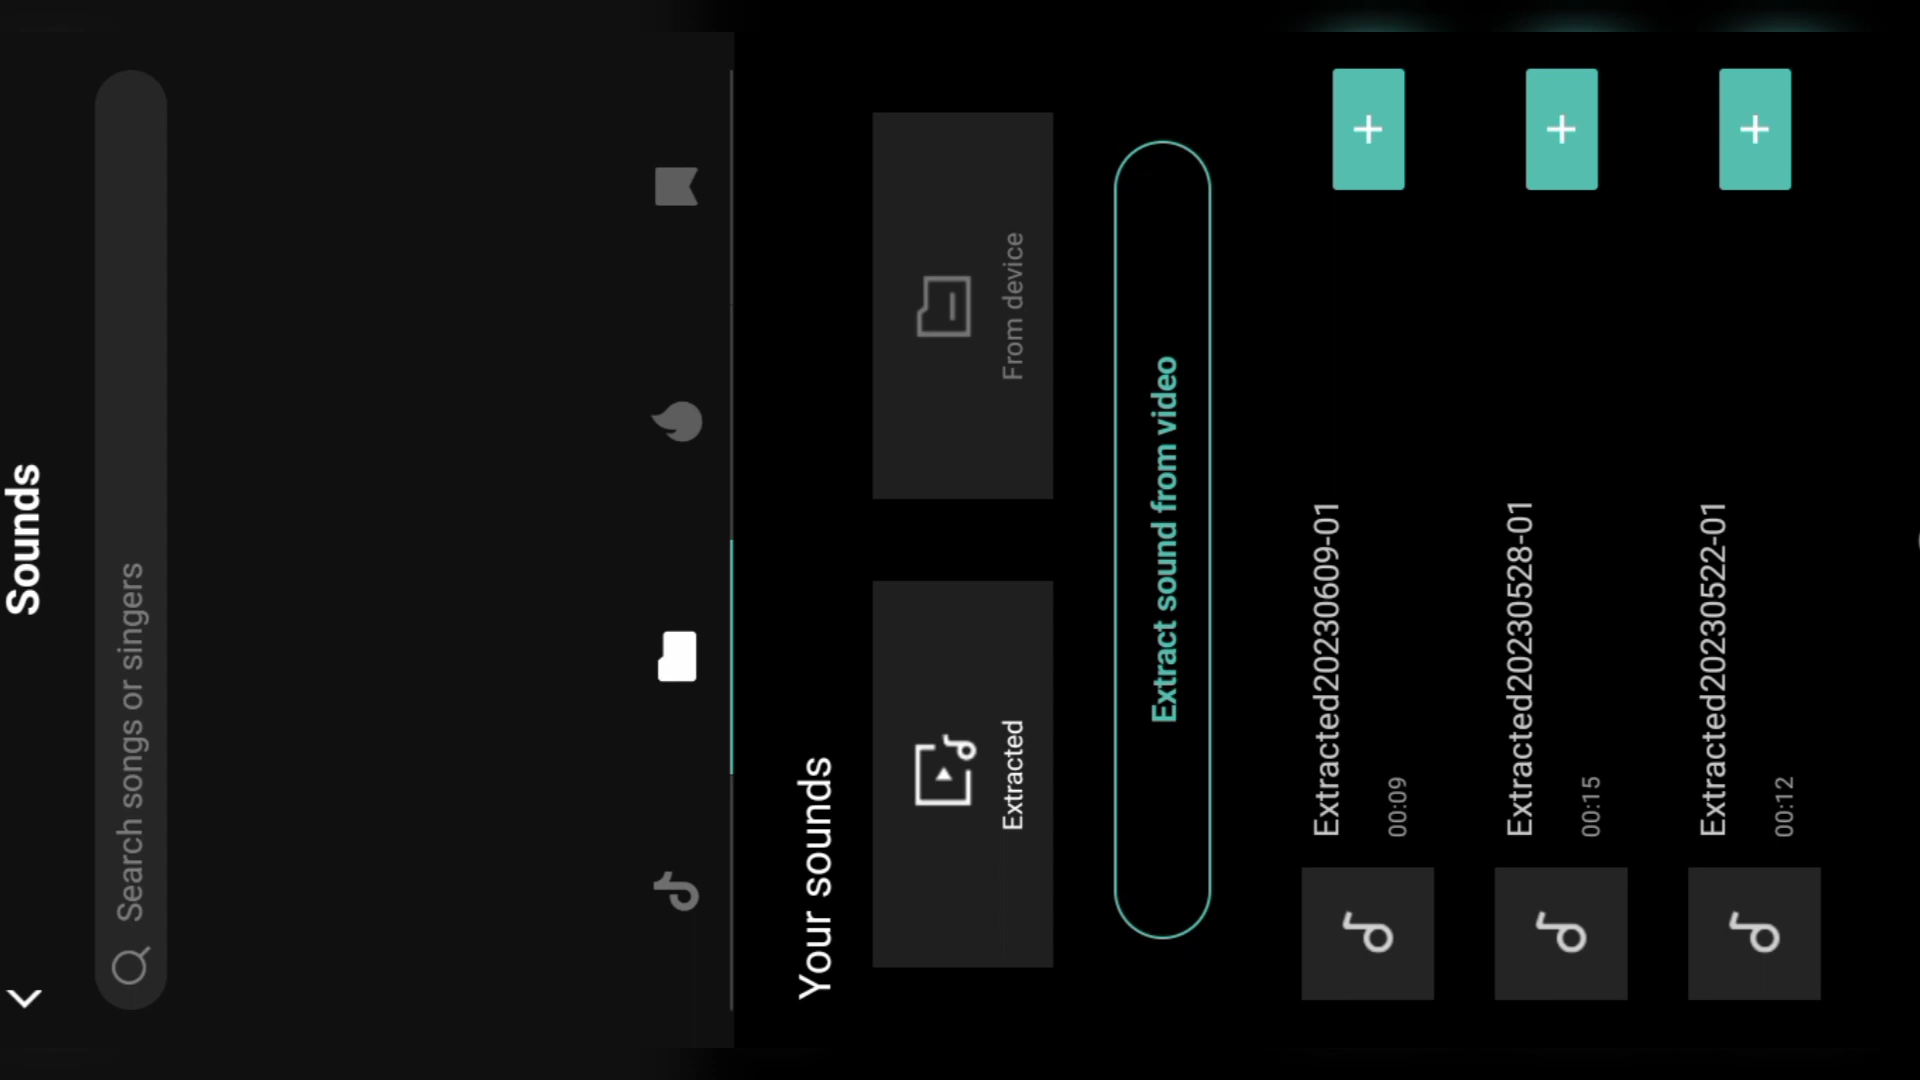 Sounds
Search songs or singers
Your sounds
Extracted
From device
Extract sound from video
Extracted20230609-01
00:09
Extracted20230528-01
00:15
Extracted20230522-01
00:12